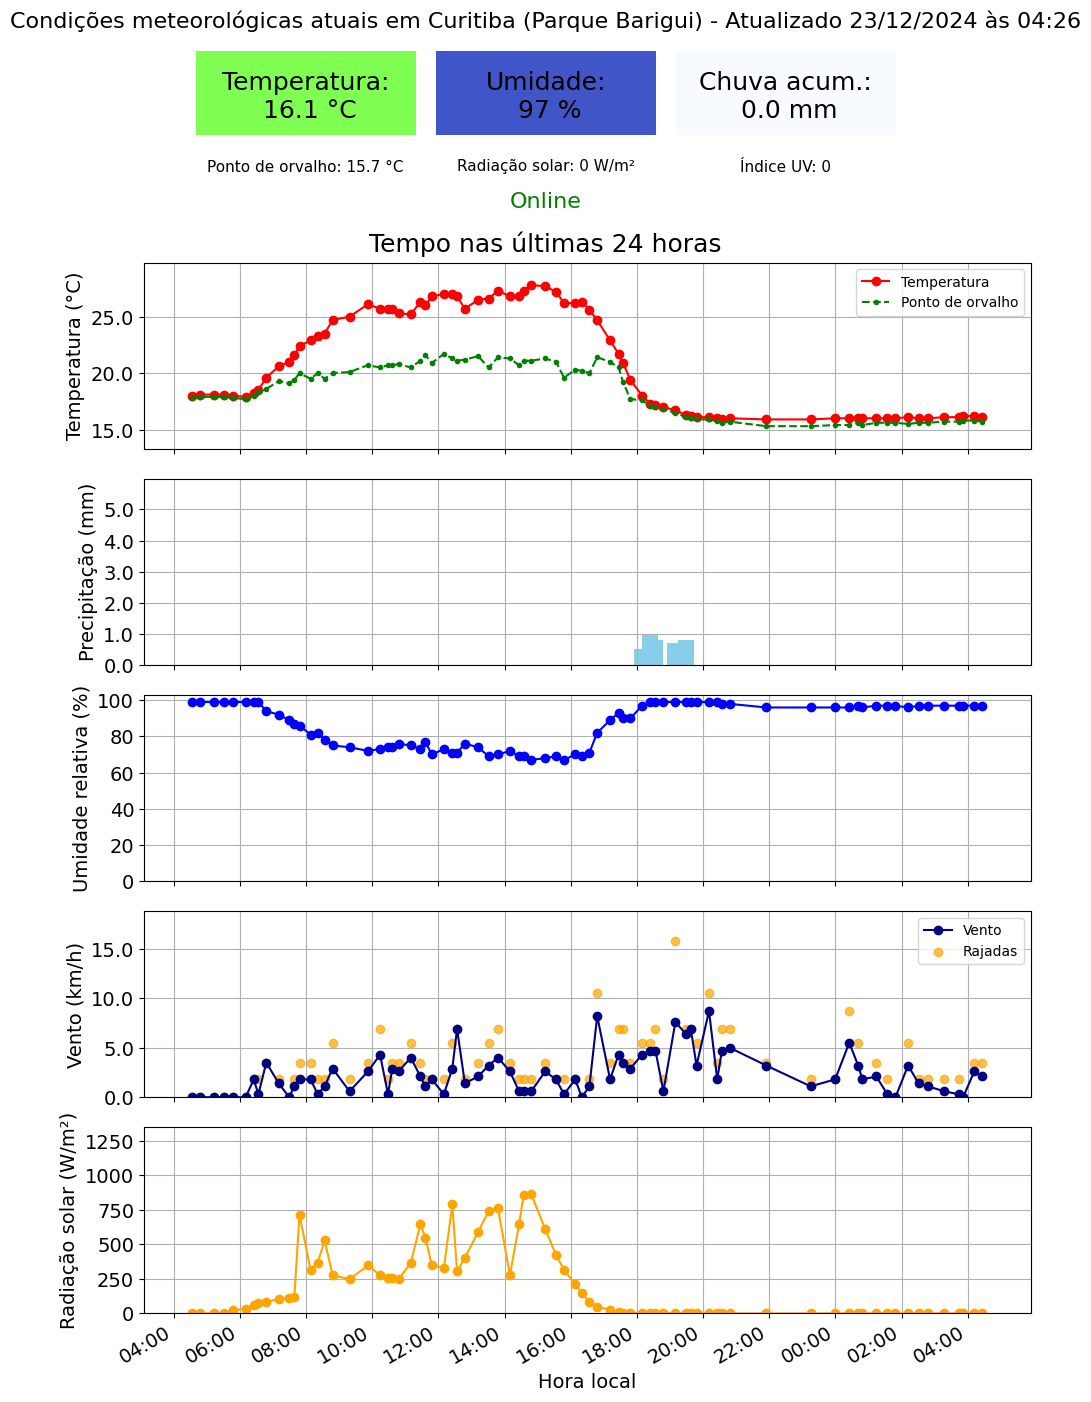 Condições meteorológicas atuais em Curitiba (Parque Barigui) - Atualizado 23/12/2024 às 04:26
Temperatura:
16.1 °C
Umidade:
97 %
Chuva acum.:
0.0 mm
Ponto de orvalho: 15.7 °C
Radiação solar: 0 W/m²
Índice UV: 0
Online
Tempo nas últimas 24 horas
Temperatura (°C)
25.0
20.0
15.0
Temperatura
Ponto de orvalho
Precipitação (mm)
5.0
4.0
3.0
2.0
1.0
0.0
Umidade relativa (%)
100
80
60
40
20
0
Vento (km/h)
15.0
10.0
5.0
0.0
Vento
Rajadas
Radiação solar (W/m²)
1250
1000
750
500
250
0
04:00
06:00
08:00
10:00
12:00
14:00
16:00
18:00
20:00
22:00
00:00
02:00
04:00
Hora local